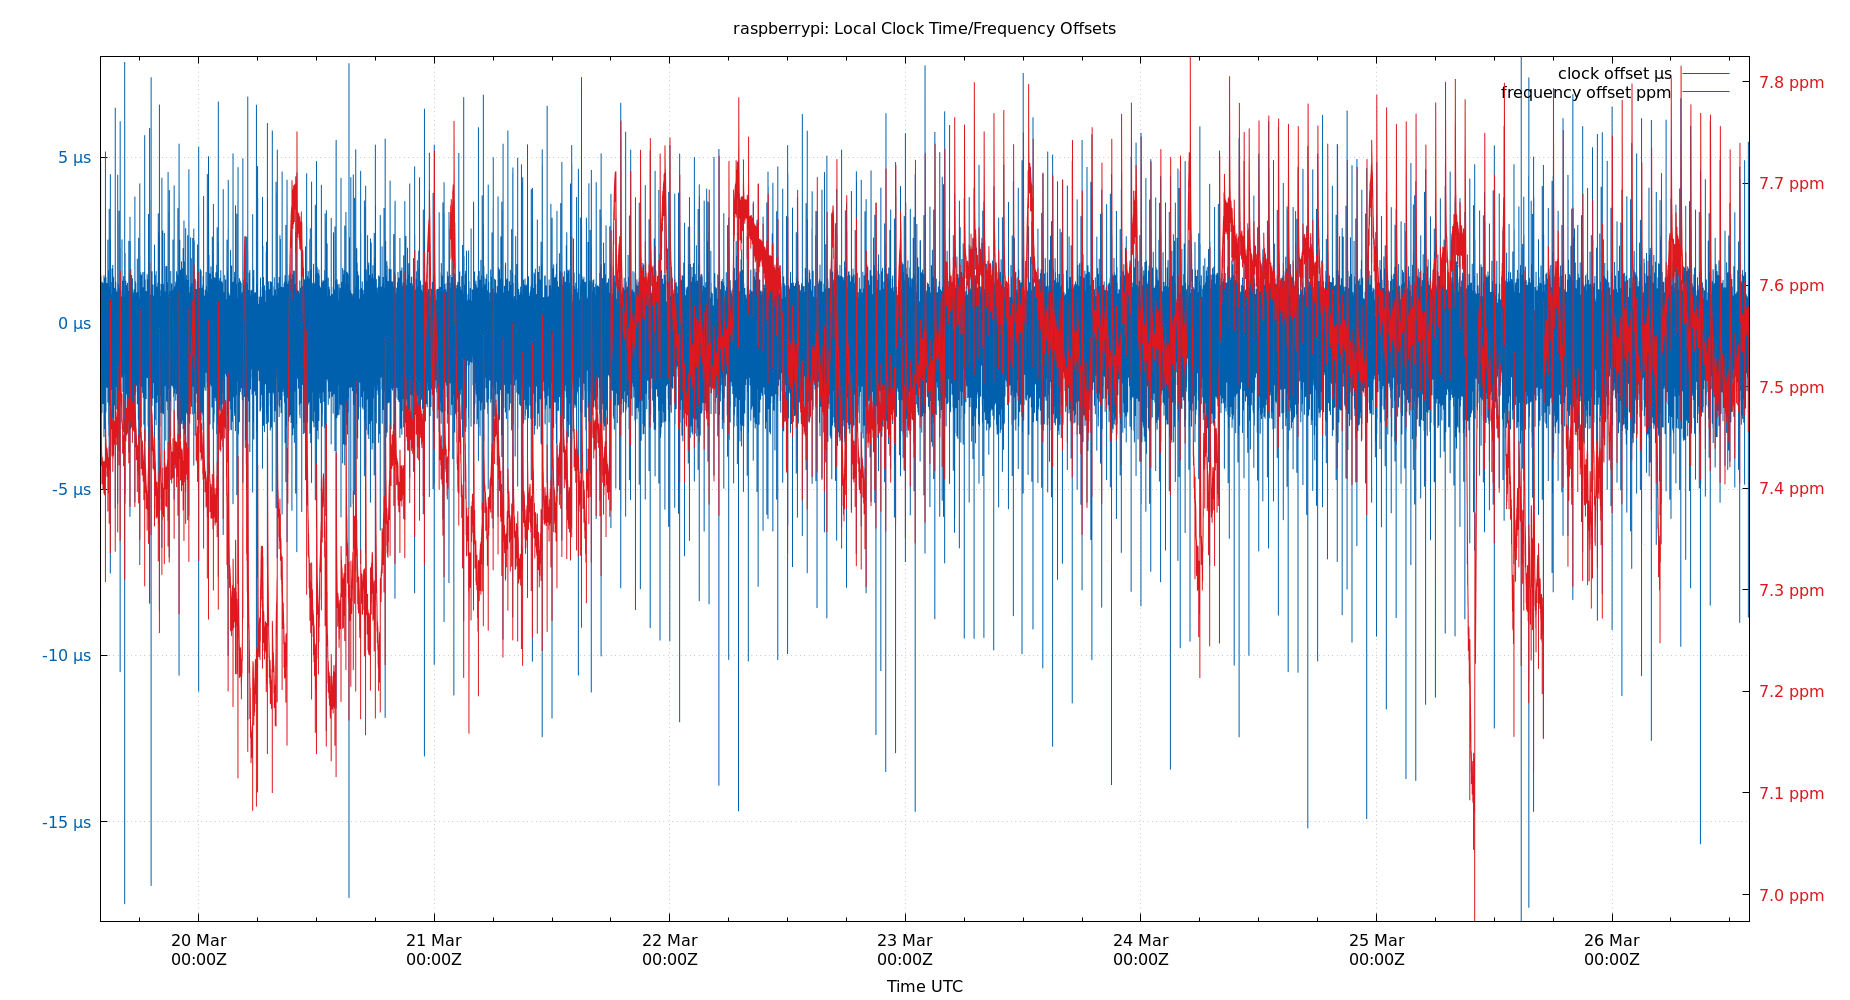 raspberrypi: Local Clock Time/Frequency Offsets
clock offset µs
frequency offset ppm
5 µs
0 µs
-5 µs
-10 µs
-15 µs
7.8 ppm
7.7 ppm
7.6 ppm
7.5 ppm
7.4 ppm
7.3 ppm
7.2 ppm
7.1 ppm
7.0 ppm
20 Mar
00:00Z
21 Mar
00:00Z
22 Mar
00:00Z
23 Mar
00:00Z
24 Mar
00:00Z
25 Mar
00:00Z
26 Mar
00:00Z
Time UTC